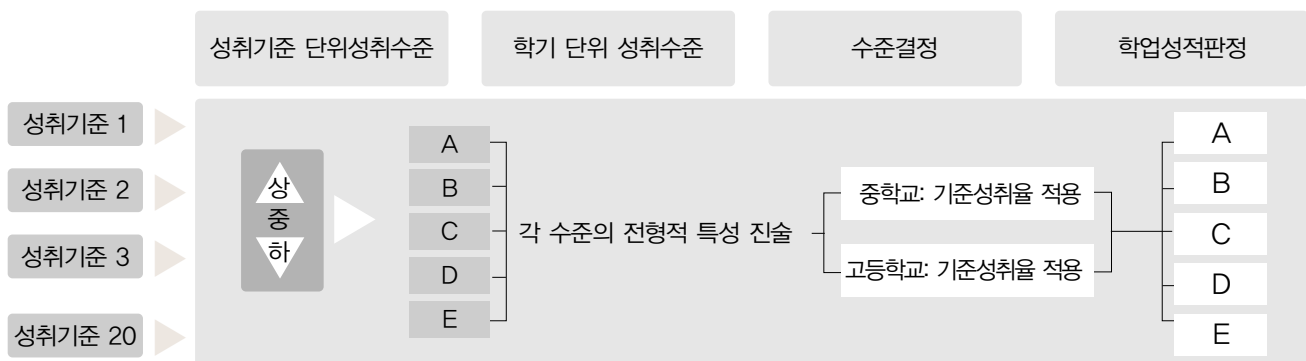 성취기준 단위성취수준
학기 단위 성취수준
수준결정
학업성적판정
성취기준 1
성취기준 2
성취기준 3
성취기준 20
상
중
하
A
B
C
D
E
각 수준의 전형적 특성 진술
중학교: 기준성취율 적용
고등학교: 기준성취율 적용
A
B
C
D
E